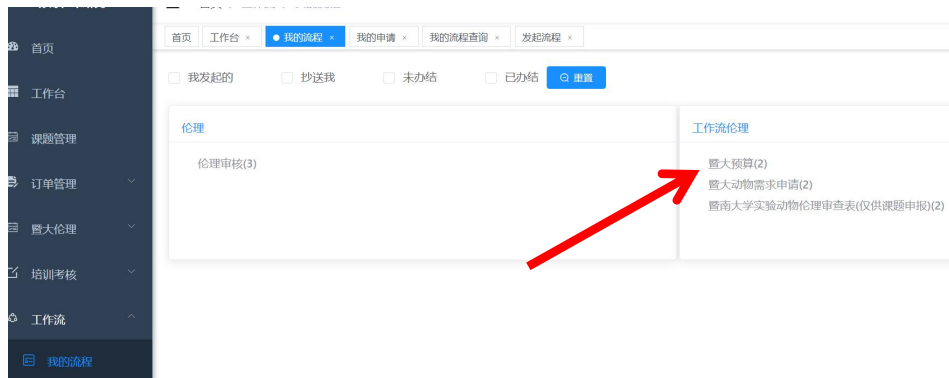 首页
工作台
课题管理
订单管理
暨大伦理
培训考核
工作流
我的流程
首页 工作台 × 我的流程 × 我的申请 × 我的流程查询 × 发起流程 ×
我发起的 抄送我 未办结 已办结 重置
伦理
伦理审核(3)
工作流伦理
暨大预算(2)
暨大动物需求申请(2)
暨南大学实验动物伦理审查表(仅供课题申报)(2)